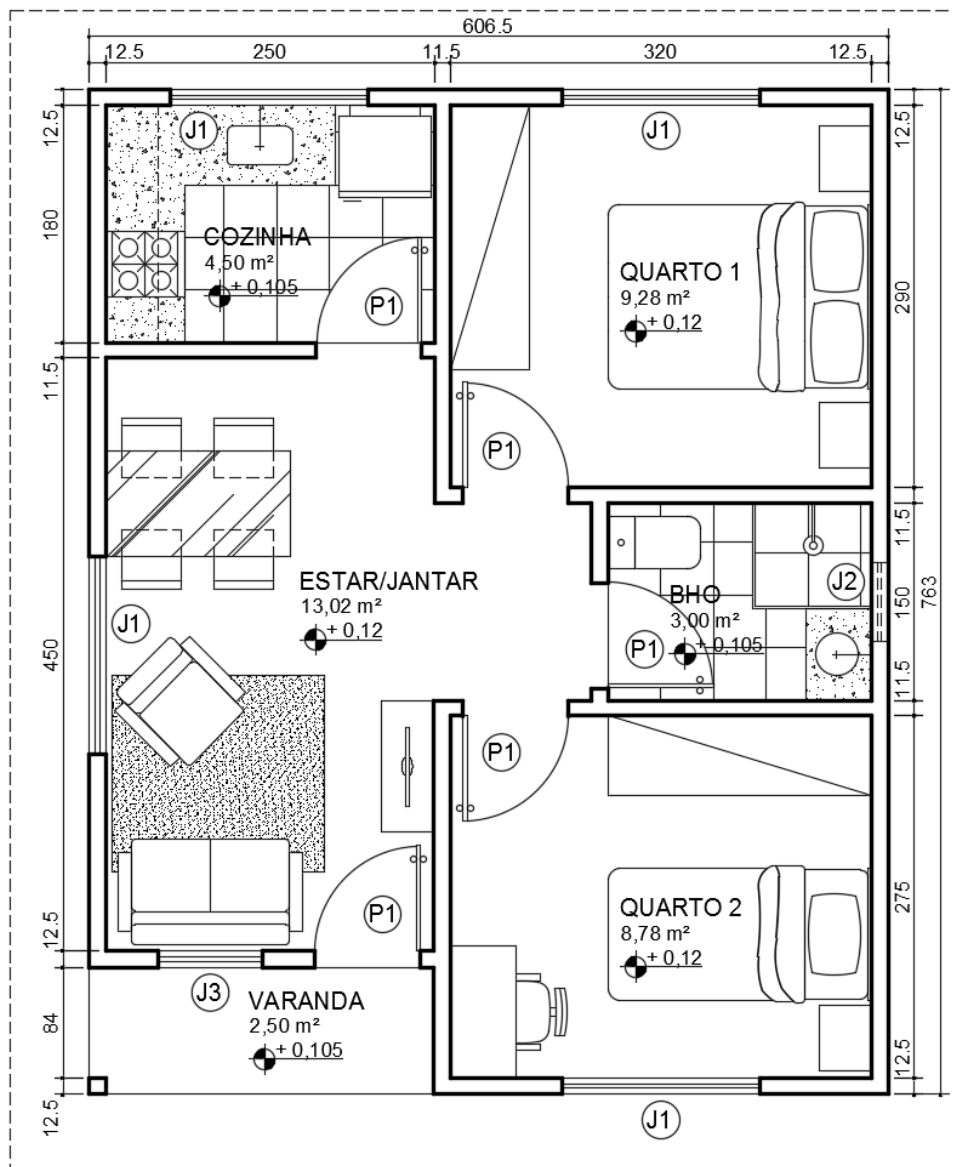 606.5
12.5 250 11.5 320 12.5
12.5
180
11.5
450
12.5
84
12.5
J1
COZINHA
4,50 m²
+ 0,105
P1
J1
QUARTO 1
9,28 m²
+ 0,12
P1
12.5
290
11.5
150
11.5
275
12.5
763
ESTAR/JANTAR
13,02 m²
+ 0,12
J1
BHO
3,00 m²
+ 0,105
P1
J2
P1
P1
QUARTO 2
8,78 m²
+ 0,12
J3
VARANDA
2,50 m²
+ 0,105
J1